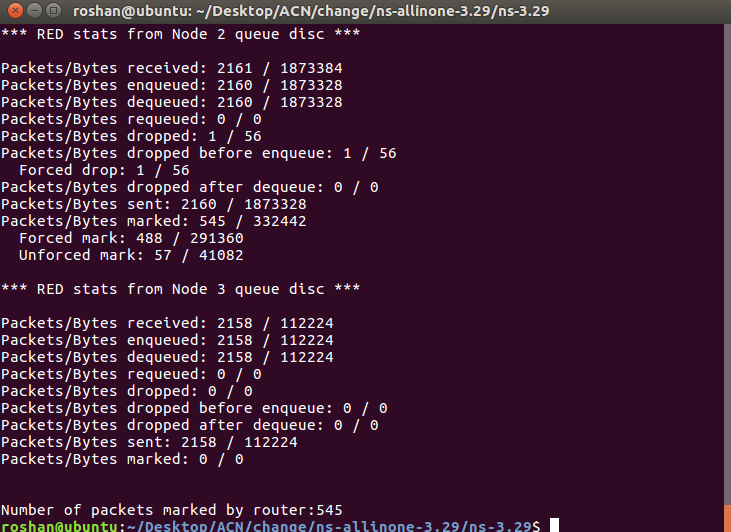 roshan@ubuntu: ~/Desktop/ACN/change/ns-allinone-3.29/ns-3.29
*** RED stats from Node 2 queue disc ***
Packets/Bytes received: 2161 / 1873384
Packets/Bytes enqueued: 2160 / 1873328
Packets/Bytes dequeued: 2160 / 1873328
Packets/Bytes requeued: 0 / 0
Packets/Bytes dropped: 1 / 56
Packets/Bytes dropped before enqueue: 1 / 56
  Forced drop: 1 / 56
Packets/Bytes dropped after dequeue: 0 / 0
Packets/Bytes sent: 2160 / 1873328
Packets/Bytes marked: 545 / 332442
  Forced mark: 488 / 291360
  Unforced mark: 57 / 41082
*** RED stats from Node 3 queue disc ***
Packets/Bytes received: 2158 / 112224
Packets/Bytes enqueued: 2158 / 112224
Packets/Bytes dequeued: 2158 / 112224
Packets/Bytes requeued: 0 / 0
Packets/Bytes dropped: 0 / 0
Packets/Bytes dropped before enqueue: 0 / 0
Packets/Bytes dropped after dequeue: 0 / 0
Packets/Bytes sent: 2158 / 112224
Packets/Bytes marked: 0 / 0
Number of packets marked by router:545
roshan@ubuntu:~/Desktop/ACN/change/ns-allinone-3.29/ns-3.29$